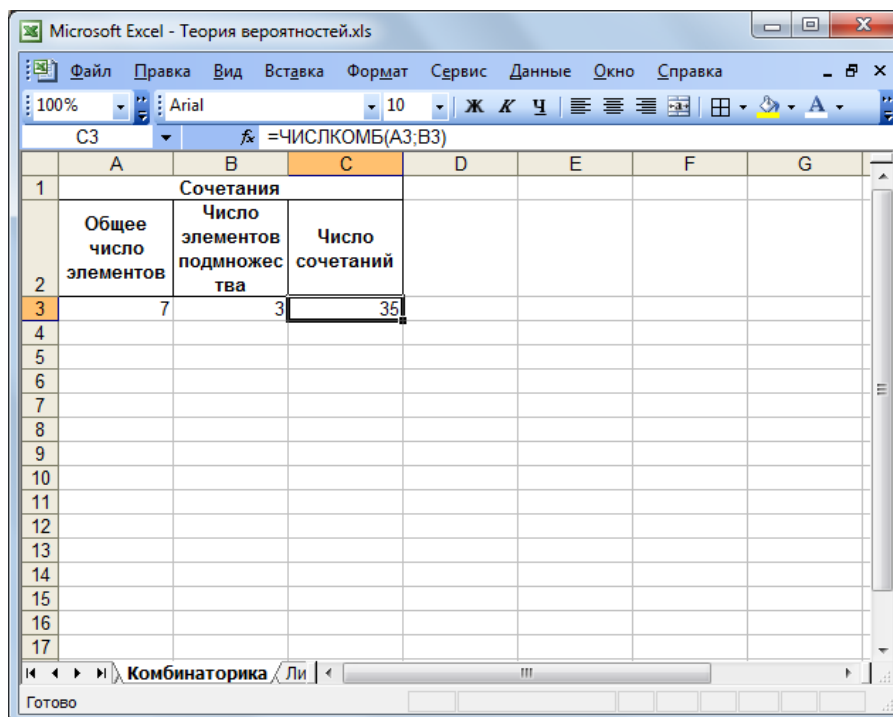 Microsoft Excel - Теория вероятностей.xls
Файл Правка Вид Вставка Формат Сервис Данные Окно Справка
100% Arial 10 Ж К Ч A
C3 fx =ЧИСЛКОМБ(A3;B3)
A B C D E F G
1 Сочетания
2 Общее число элементов Число элементов подмножес тва Число сочетаний
3 7 3 35
4
5
6
7
8
9
10
11
12
13
14
15
16
17
Комбинаторика Ли
Готово